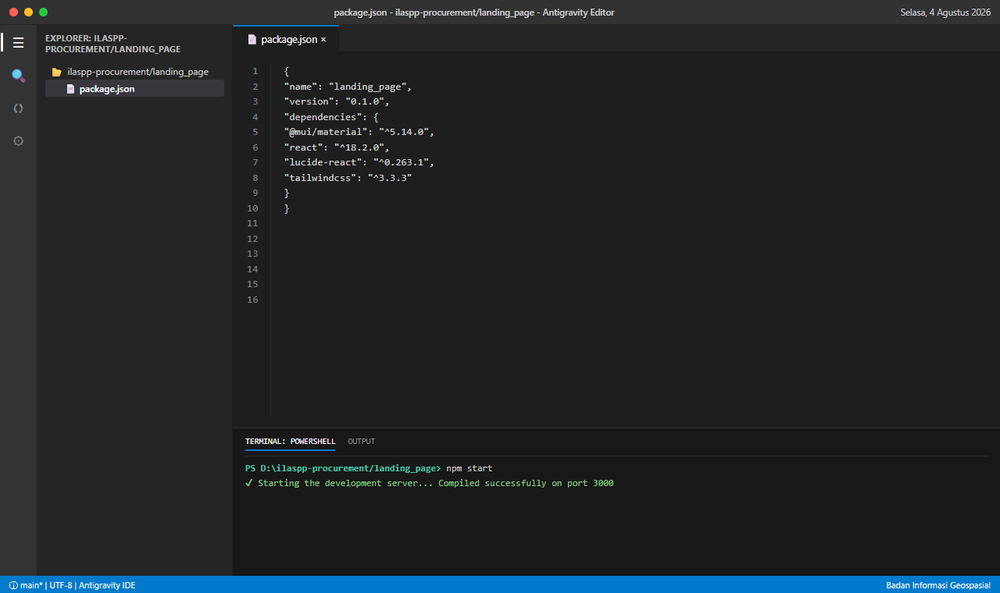 package.json - ilaspp-procurement/landing_page - Antigravity Editor
Selasa, 4 Agustus 2026
EXPLORER: ILASPP-
PROCUREMENT/LANDING_PAGE
ilaspp-procurement/landing_page
package.json
package.json ×
1 {
2 "name": "landing_page",
3 "version": "0.1.0",
4 "dependencies": {
5 "@mui/material": "^5.14.0",
6 "react": "^18.2.0",
7 "lucide-react": "^0.263.1",
8 "tailwindcss": "^3.3.3"
9 }
10 }
11
12
13
14
15
16
TERMINAL: POWERSHELL OUTPUT
PS D:\ilaspp-procurement/landing_page> npm start
✔ Starting the development server... Compiled successfully on port 3000
main* | UTF-8 | Antigravity IDE
Badan Informasi Geospasial